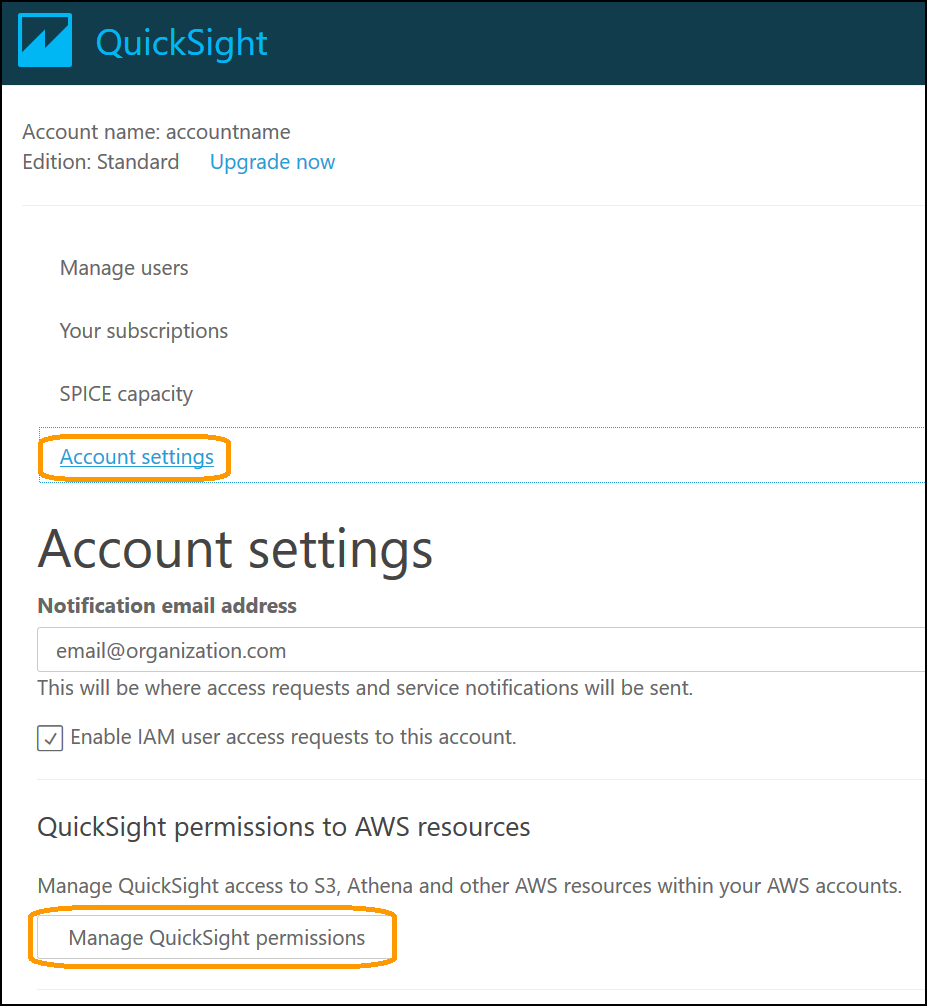 QuickSight
Account name: accountname
Edition: Standard Upgrade now
Manage users
Your subscriptions
SPICE capacity
Account settings
Account settings
Notification email address
email@organization.com
This will be where access requests and service notifications will be sent.
Enable IAM user access requests to this account.
QuickSight permissions to AWS resources
Manage QuickSight access to S3, Athena and other AWS resources within your AWS accounts.
Manage QuickSight permissions